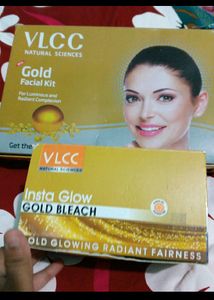 VLCC
NATURAL SCIENCES
Gold
Facial Kit
For Luminous and
Radiant Complexion
Get the
VLCC
NATURAL SCIENCES
Insta Glow
GOLD BLEACH
OLD GLOWING RADIANT FAIRNESS